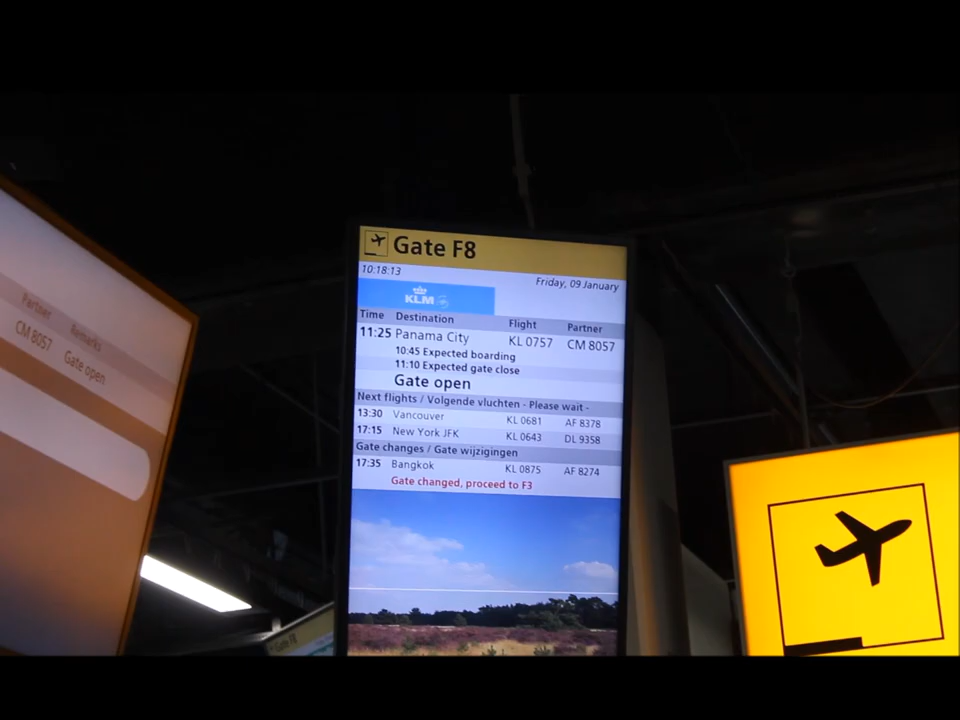 Gate F8
10:18:13
Friday, 09 January
KLM
Time Destination Flight Partner
11:25 Panama City KL 0757 CM 8057
10:45 Expected boarding
11:10 Expected gate close
Gate open
Next flights / Volgende vluchten - Please wait -
13:30 Vancouver KL 0681 AF 8378
17:15 New York JFK KL 0643 DL 9358
Gate changes / Gate wijzigingen
17:35 Bangkok KL 0875 AF 8274
Gate changed, proceed to F3
Partner Remarks
CM 8057 Gate open
Gate F8